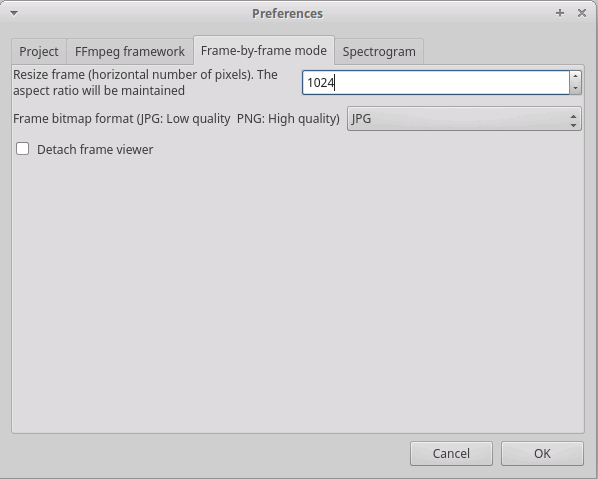 Preferences
Project
FFmpeg framework
Frame-by-frame mode
Spectrogram
Resize frame (horizontal number of pixels). The
aspect ratio will be maintained
1024
Frame bitmap format (JPG: Low quality  PNG: High quality)
JPG
Detach frame viewer
Cancel
OK